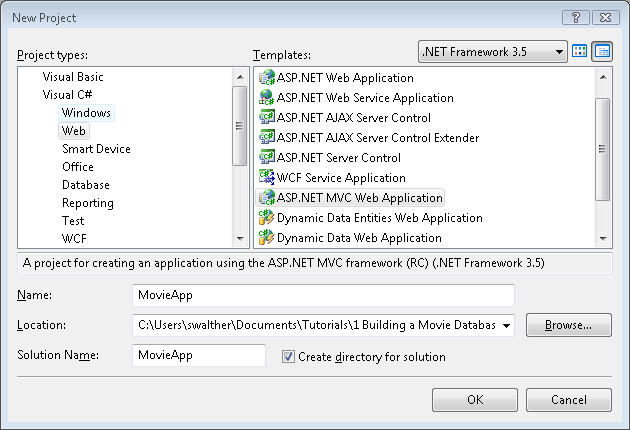 New Project
Project types:
Templates:
.NET Framework 3.5
Visual Basic
Visual C#
Windows
Web
Smart Device
Office
Database
Reporting
Test
WCF
ASP.NET Web Application
ASP.NET Web Service Application
ASP.NET AJAX Server Control
ASP.NET AJAX Server Control Extender
ASP.NET Server Control
WCF Service Application
ASP.NET MVC Web Application
Dynamic Data Entities Web Application
Dynamic Data Web Application
A project for creating an application using the ASP.NET MVC framework (RC) (.NET Framework 3.5)
Name:
MovieApp
Location:
C:\Users\swalther\Documents\Tutorials\1 Building a Movie Databas
Browse...
Solution Name:
MovieApp
Create directory for solution
OK
Cancel